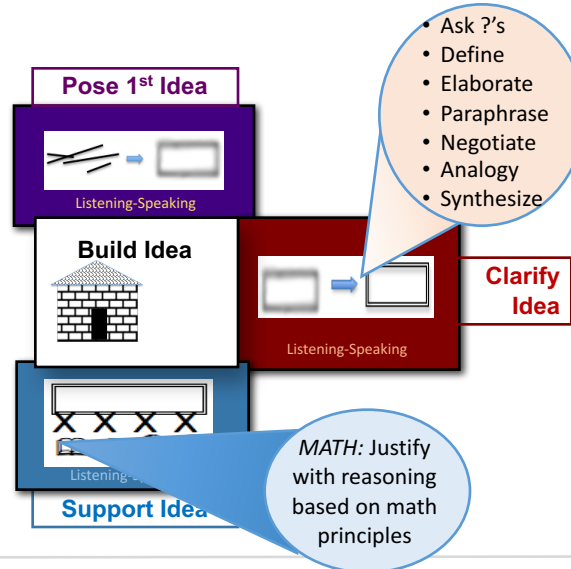 • Ask ?'s
• Define
• Elaborate
• Paraphrase
• Negotiate
• Analogy
• Synthesize
Pose 1st Idea
Listening-Speaking
Build Idea
Clarify
Idea
Listening-Speaking
MATH: Justify
with reasoning
based on math
principles
Listening-
Support Idea